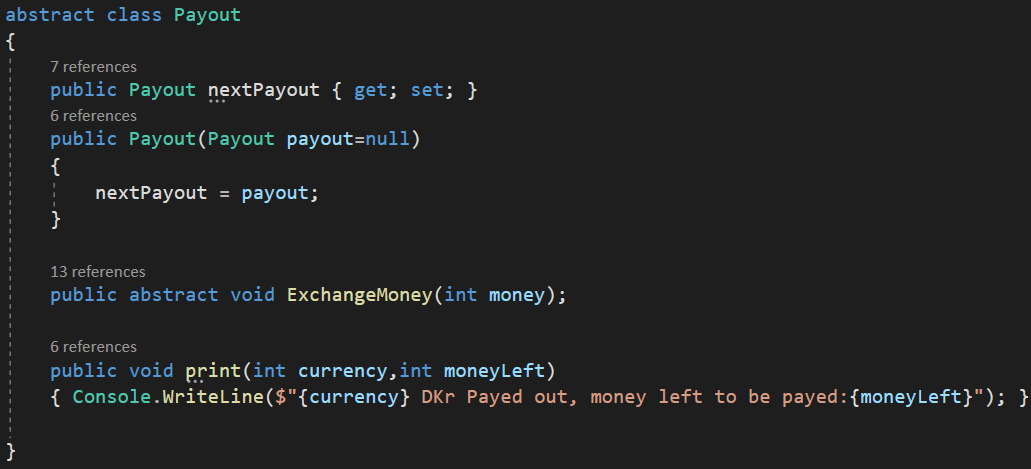 abstract class Payout
{
7 references
public Payout nextPayout { get; set; }
6 references
public Payout(Payout payout=null)
{
nextPayout = payout;
}
13 references
public abstract void ExchangeMoney(int money);
6 references
public void print(int currency,int moneyLeft)
{ Console.WriteLine($"{currency} DKr Payed out, money left to be payed:{moneyLeft}"); }
}